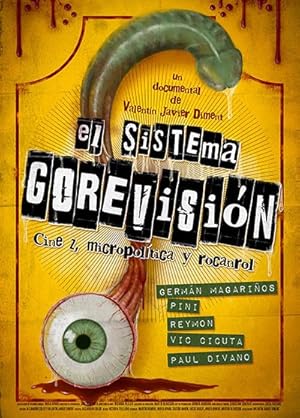 un
documental
de
Valentín Javier Diment
el SiSTEMA
GOREViSiÓN
Cine Z, micropolítica y rocanrol
GERMÁN MAGARIÑOS
PINI
REYMON
VIC CICUTA
PAUL DIVANO